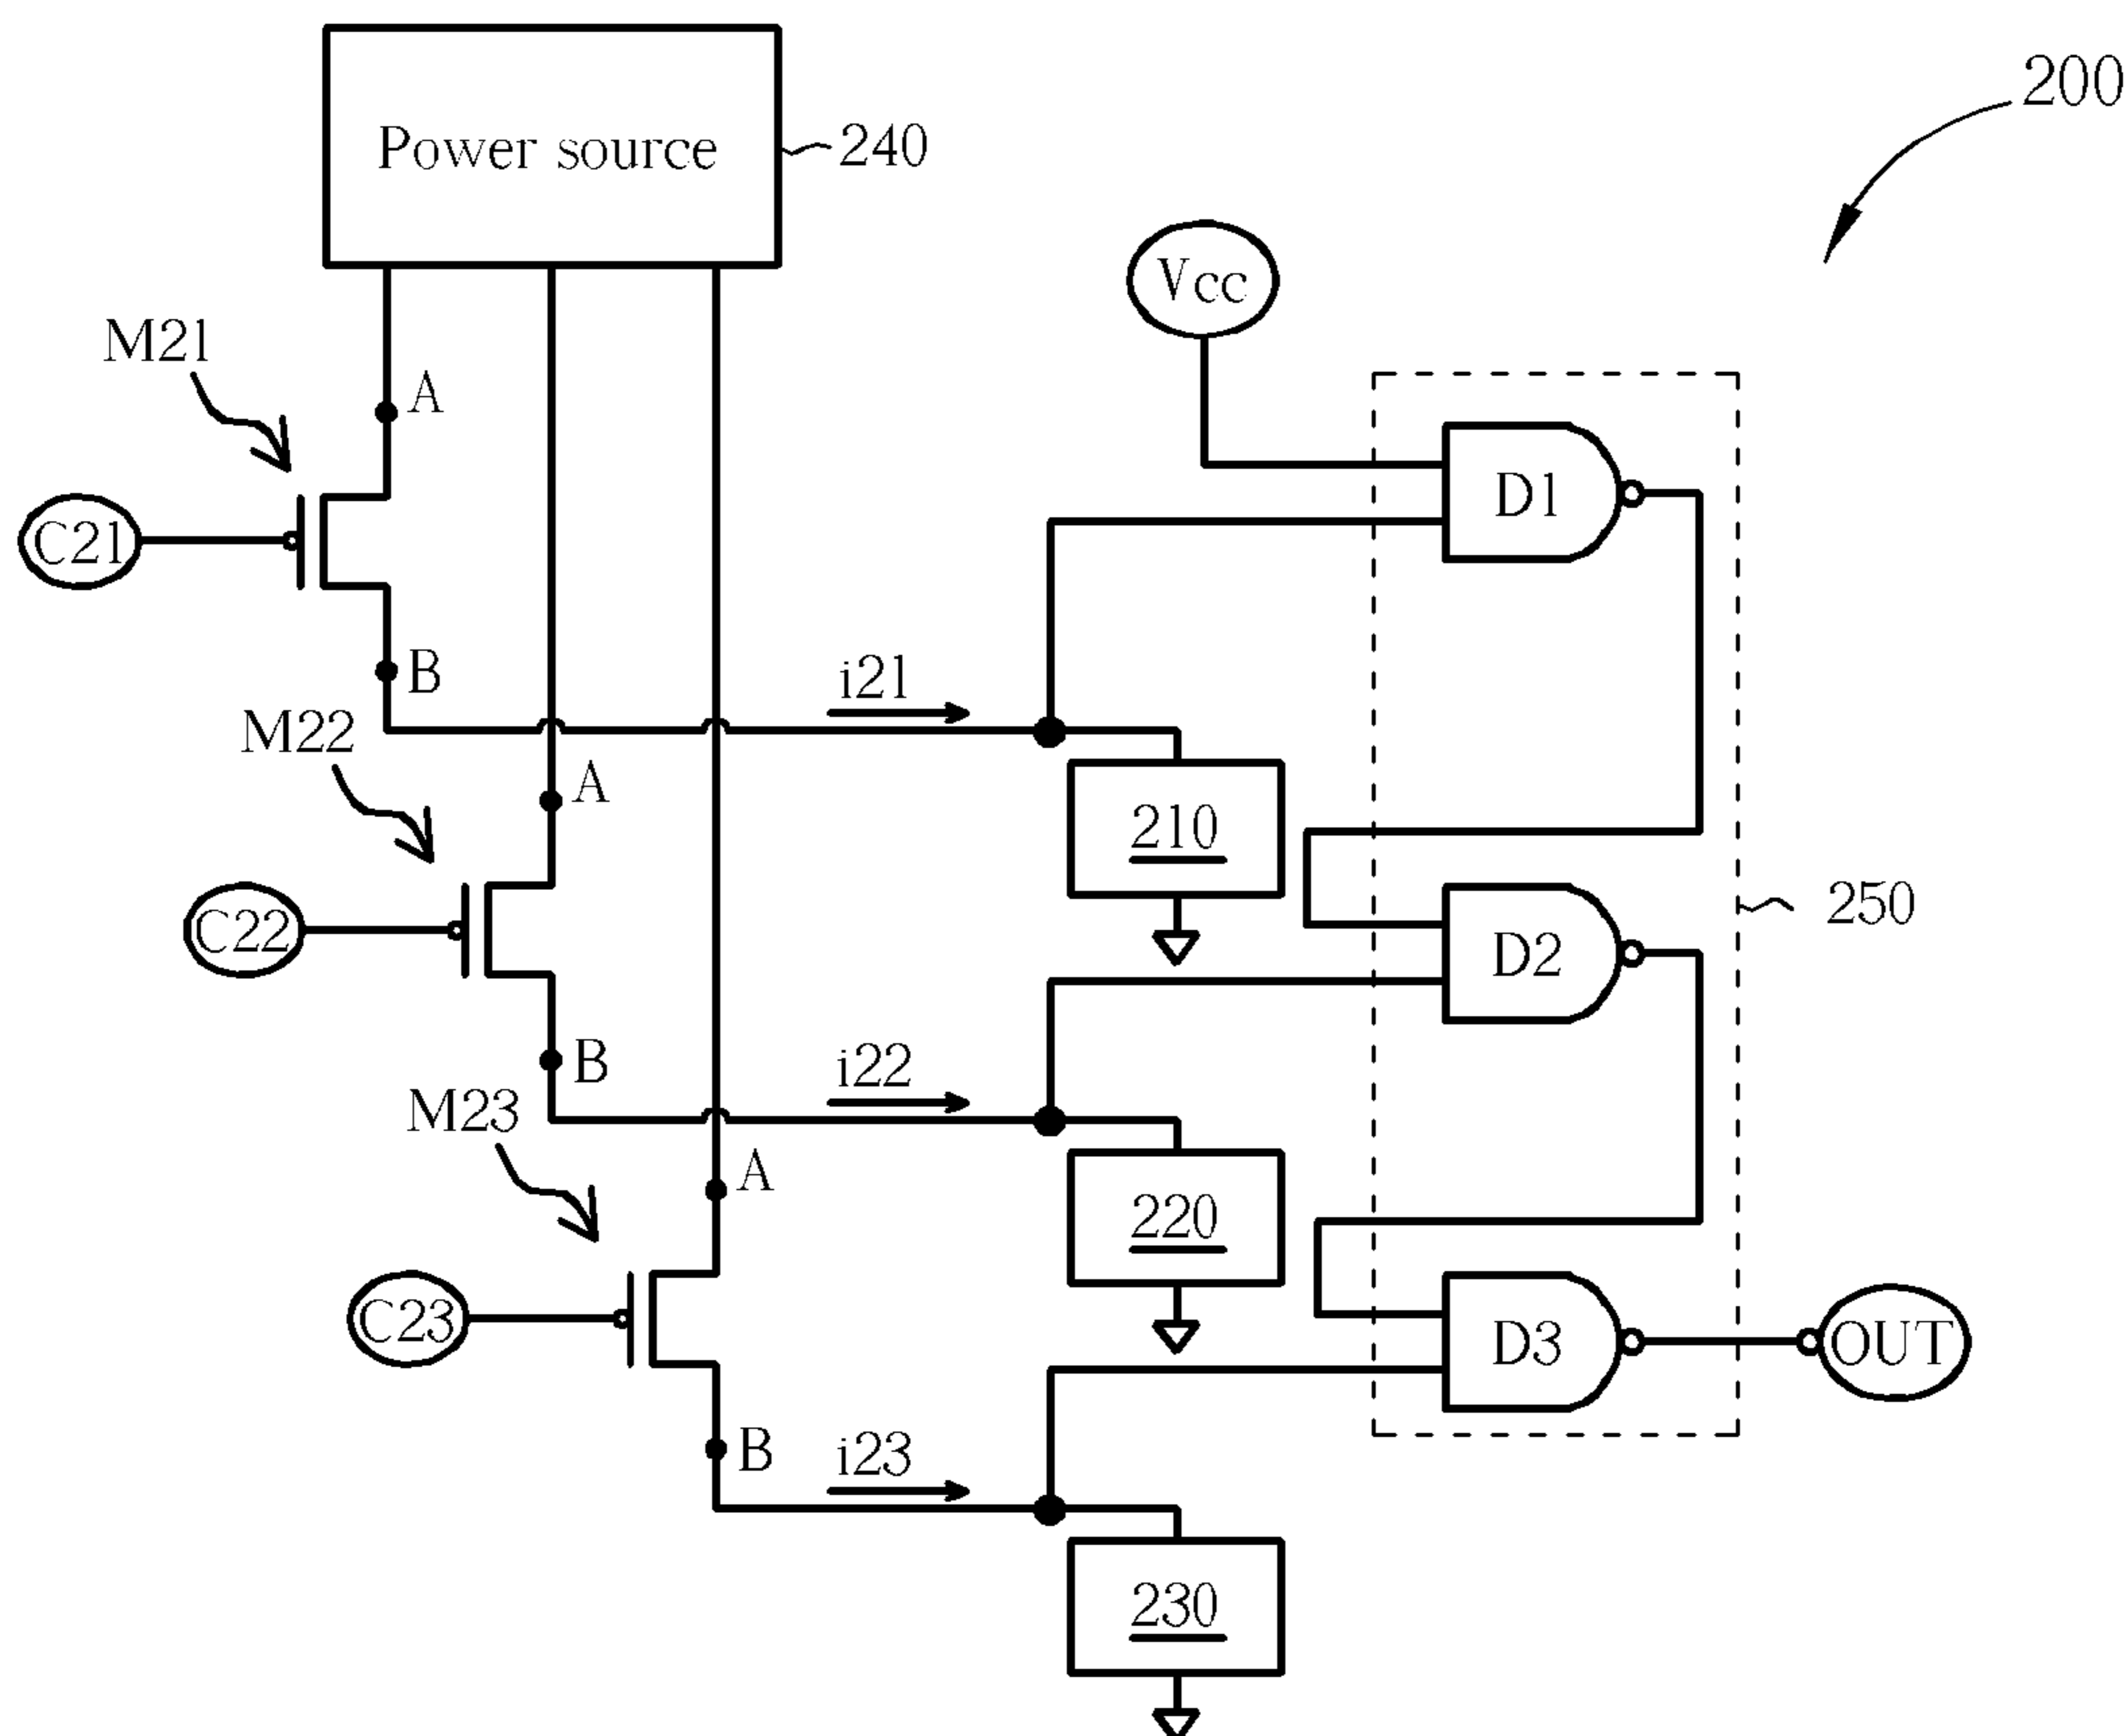 200
Power source
240
Vcc
M21
A
C21
D1
B
i21
M22
A
210
C22
D2
250
B
i22
M23
A
220
C23
D3
OUT
B
i23
230